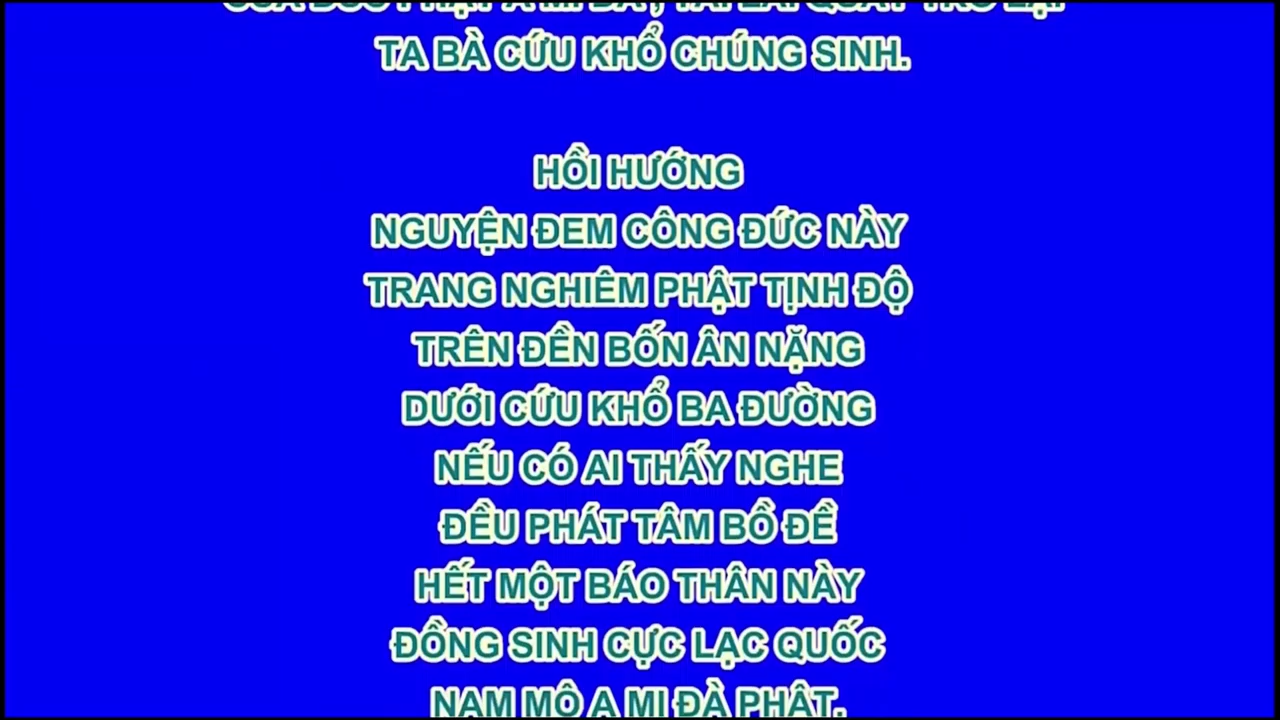 TA BÀ CỨU KHỔ CHÚNG SINH.
HỒI HƯỚNG
NGUYỆN ĐEM CÔNG ĐỨC NÀY
TRANG NGHIÊM PHẬT TỊNH ĐỘ
TRÊN ĐỀN BỐN ÂN NẶNG
DƯỚI CỨU KHỔ BA ĐƯỜNG
NẾU CÓ AI THẤY NGHE
ĐỀU PHÁT TÂM BỒ ĐỀ
HẾT MỘT BÁO THÂN NÀY
ĐỒNG SINH CỰC LẠC QUỐC
NAM MÔ A MI ĐÀ PHẬT.